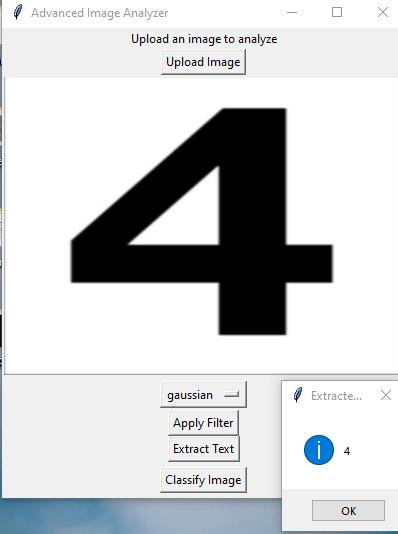 Advanced Image Analyzer
Upload an image to analyze
Upload Image
4
gaussian
Apply Filter
Extract Text
Classify Image
Extracte...
4
OK